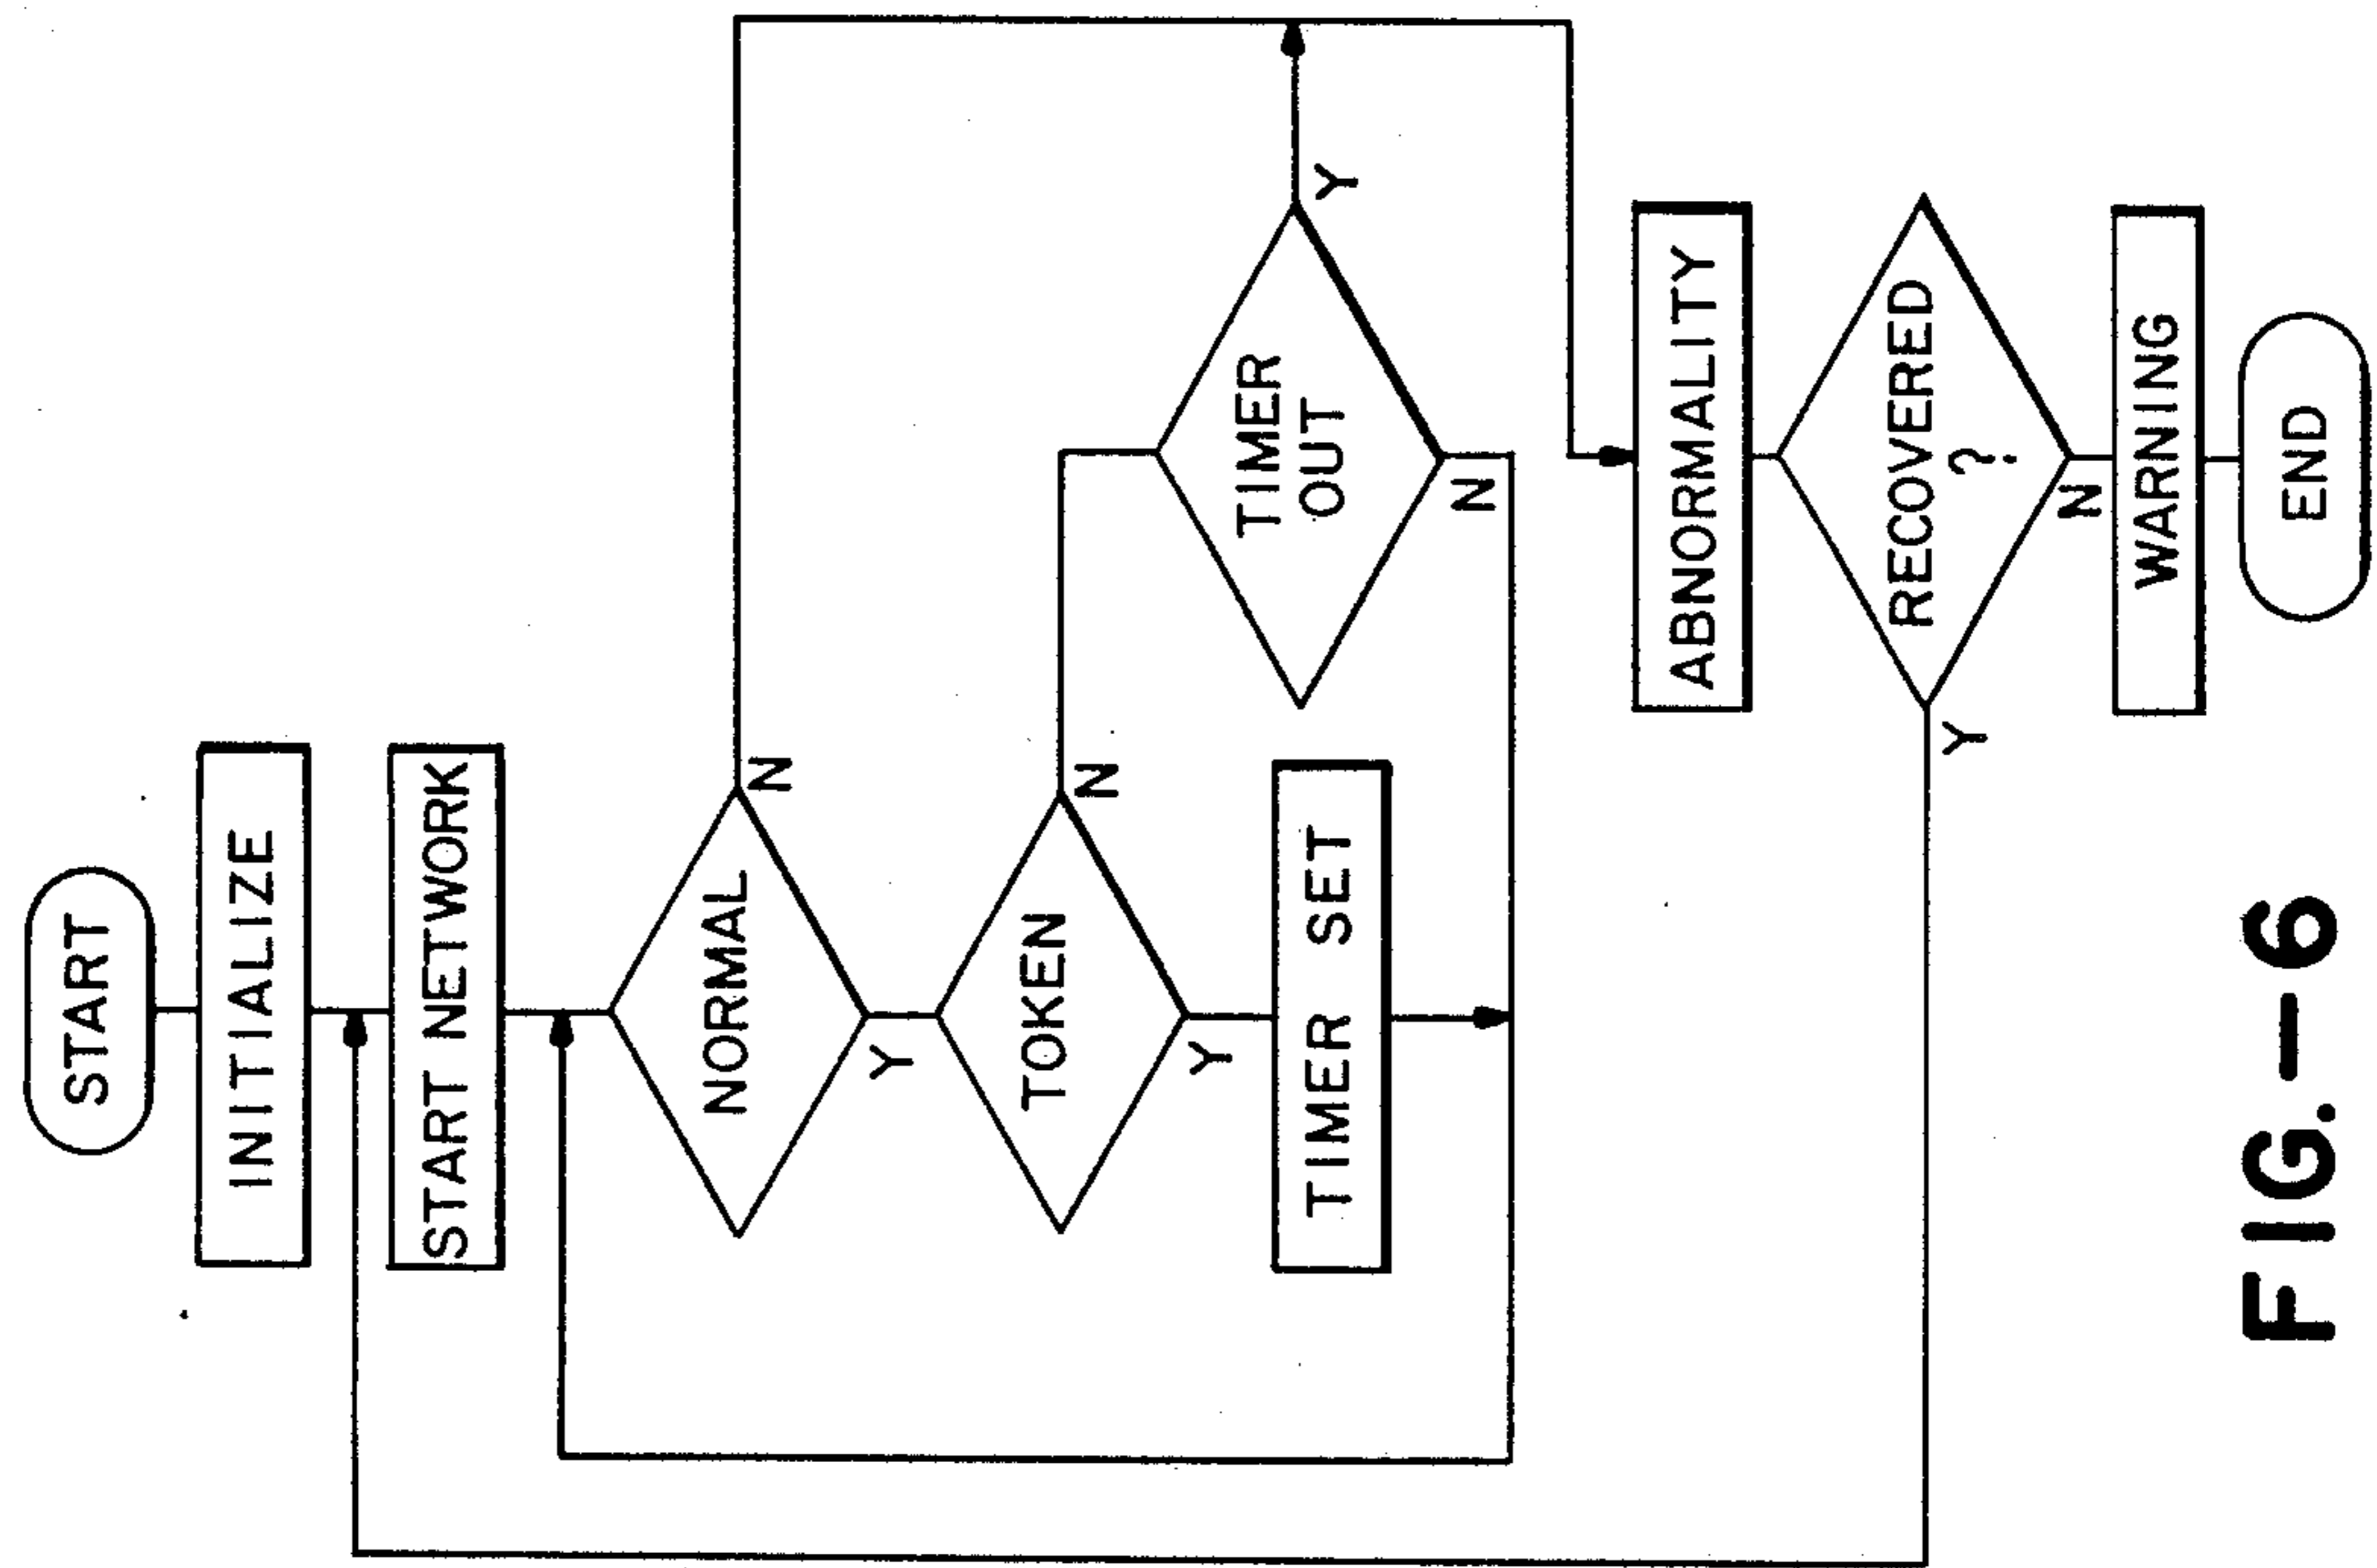 START
INITIALIZE
START NETWORK
NORMAL
N
Y
TOKEN
N
Y
TIMER SET
TIMER
OUT
Y
N
ABNORMALITY
RECOVERED
?
Y
N
WARNING
END
FIG.-6